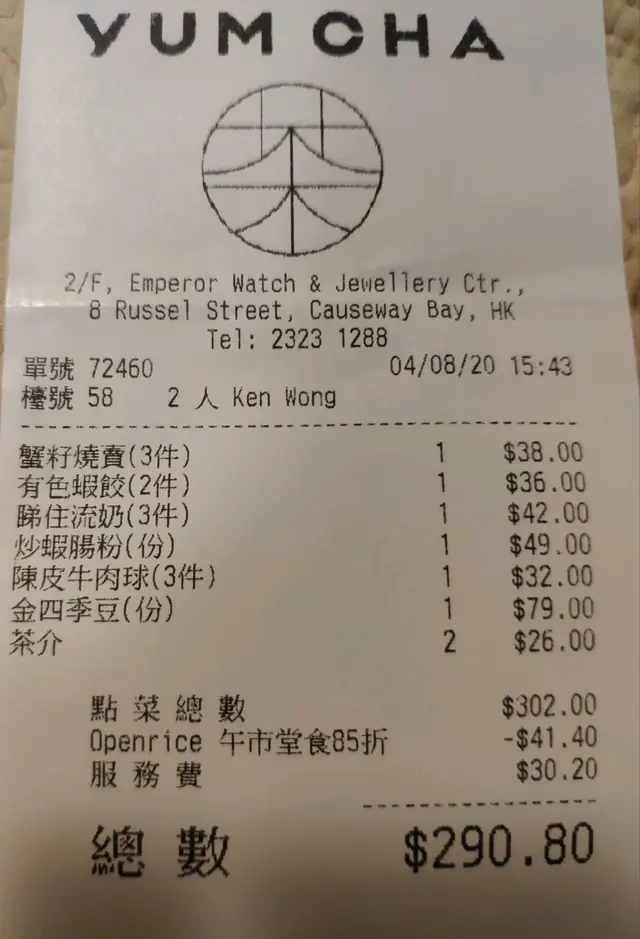 YUM CHA
2/F, Emperor Watch & Jewellery Ctr.,
8 Russel Street, Causeway Bay, HK
Tel: 2323 1288
單號 72460 04/08/20 15:43
檯號 58 2 人 Ken Wong
蟹籽燒賣(3件) 1 $38.00
有色蝦餃(2件) 1 $36.00
睇住流奶(3件) 1 $42.00
炒蝦腸粉(份) 1 $49.00
陳皮牛肉球(3件) 1 $32.00
金四季豆(份) 1 $79.00
茶介 2 $26.00
點菜總數 $302.00
Openrice 午市堂食85折 -$41.40
服務費 $30.20
總數 $290.80